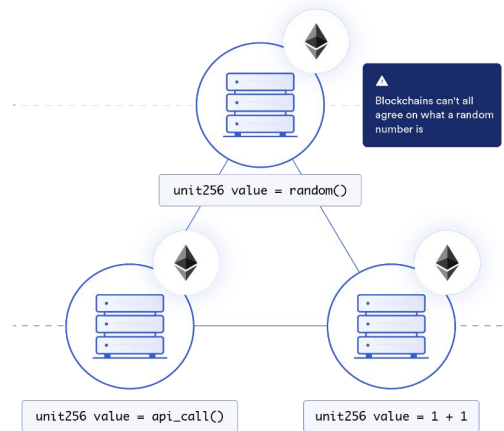 Blockchains can't all
agree on what a random
number is
unit256 value = random()
unit256 value = api_call()
unit256 value = 1 + 1